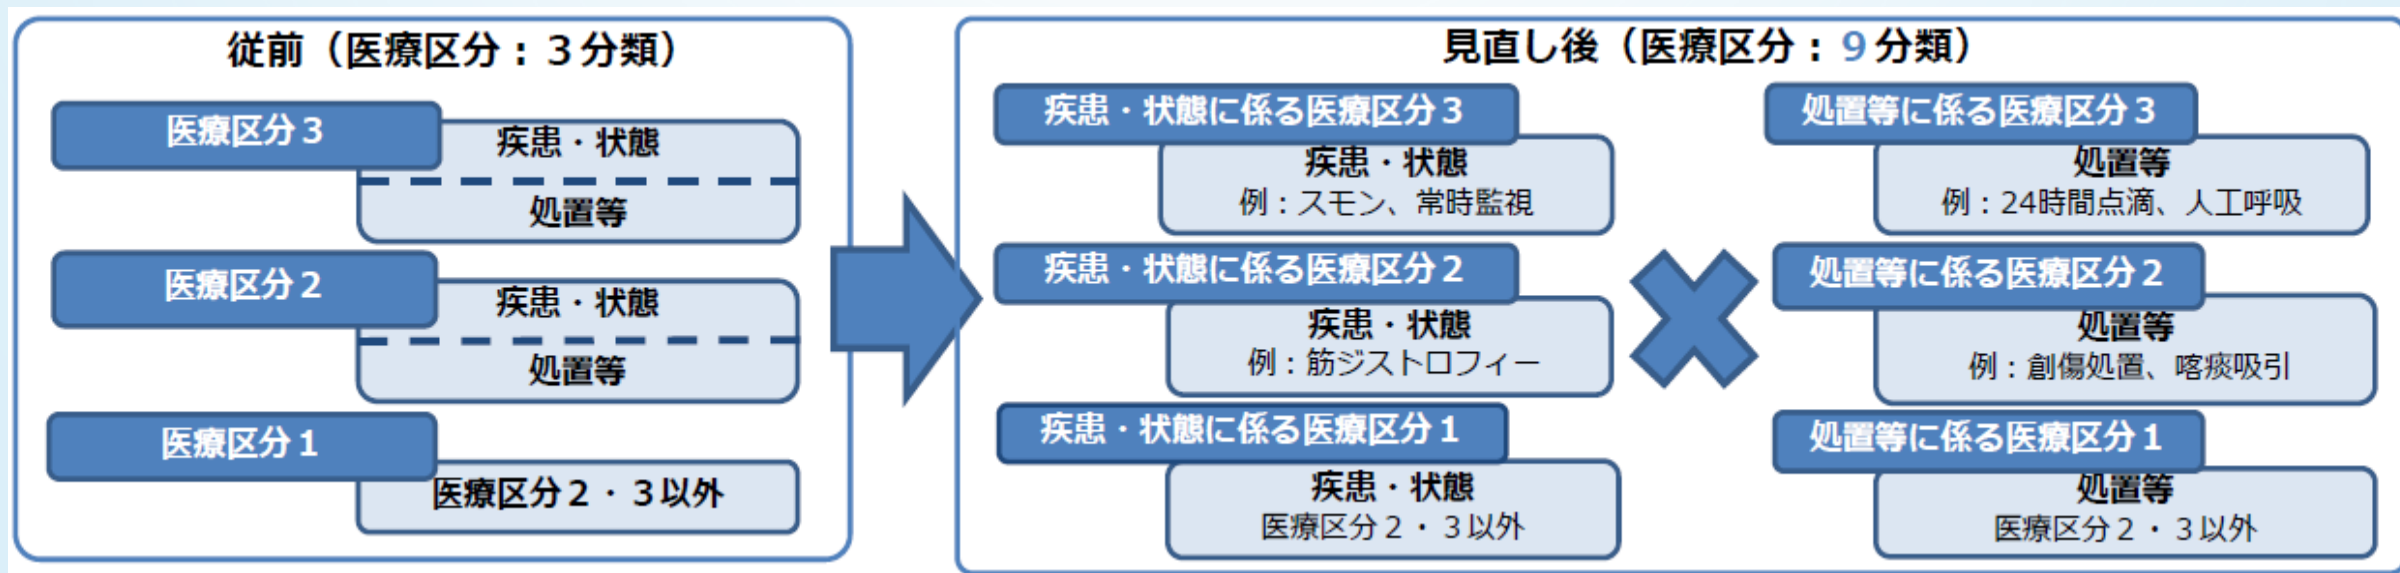 従前（医療区分：３分類）
医療区分３
疾患・状態
処置等
医療区分２
疾患・状態
処置等
医療区分１
医療区分２・３以外
見直し後（医療区分：９分類）
疾患・状態に係る医療区分３
疾患・状態
例：スモン、常時監視
疾患・状態に係る医療区分２
疾患・状態
例：筋ジストロフィー
疾患・状態に係る医療区分１
疾患・状態
医療区分２・３以外
処置等に係る医療区分３
処置等
例：24時間点滴、人工呼吸
処置等に係る医療区分２
処置等
例：創傷処置、喀痰吸引
処置等に係る医療区分１
処置等
医療区分２・３以外